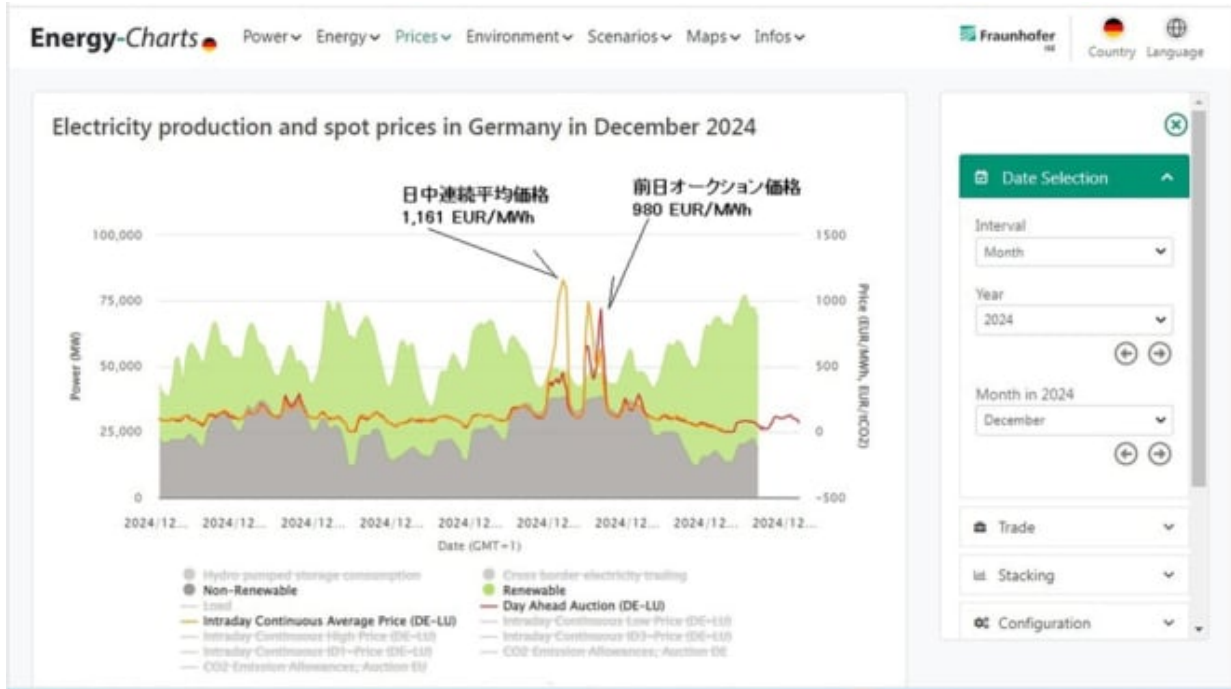 Energy-Charts
Power Energy Prices Environment Scenarios Maps Infos
Fraunhofer
ISE
Country Language
Electricity production and spot prices in Germany in December 2024
日中連続平均価格
1,161 EUR/MWh
前日オークション価格
980 EUR/MWh
100,000
75,000
50,000
25,000
0
Power (MW)
1500
1000
500
0
-500
Price (EUR/MWh, EUR/tCO2)
2024/12... 2024/12... 2024/12... 2024/12... 2024/12... 2024/12... 2024/12... 2024/12... 2024/12...
Date (GMT+1)
Hydro pumped storage consumption
Cross border electricity trading
Non-Renewable
Renewable
Load
Day Ahead Auction (DE-LU)
Intraday Continuous Average Price (DE-LU)
Intraday Continuous Low Price (DE-LU)
Intraday Continuous High Price (DE-LU)
Intraday Continuous ID3-Price (DE-LU)
Intraday Continuous ID1-Price (DE-LU)
CO2 Emission Allowances, Auction DE
CO2 Emission Allowances, Auction EU
Date Selection
Interval
Month
Year
2024
Month in 2024
December
Trade
Stacking
Configuration